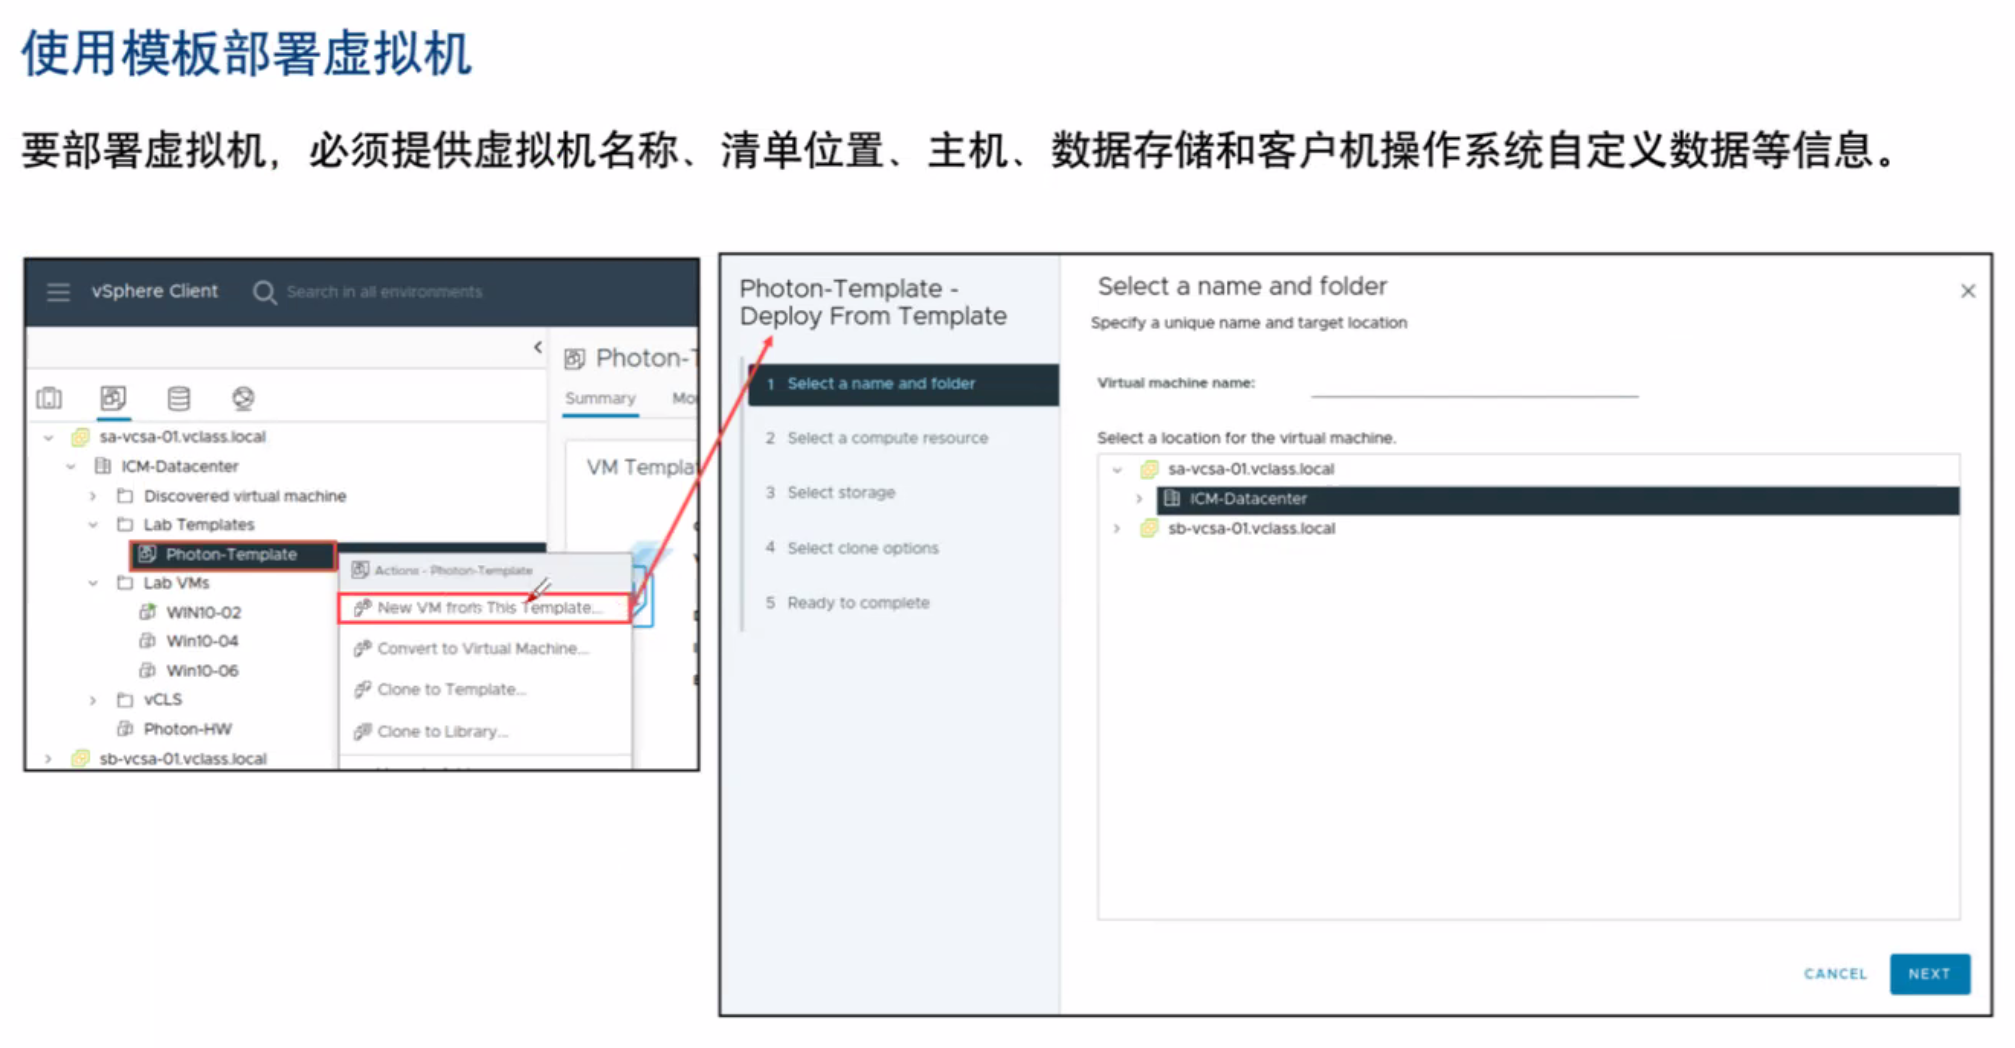 使用模板部署虚拟机
要部署虚拟机，必须提供虚拟机名称、清单位置、主机、数据存储和客户机操作系统自定义数据等信息。
vSphere Client
Search in all environments
Photon-T
Summary
Mo
sa-vcsa-01.vclass.local
ICM-Datacenter
Discovered virtual machine
Lab Templates
Photon-Template
Lab VMs
WIN10-02
Win10-04
Win10-06
vCLS
Photon-HW
sb-vcsa-01.vclass.local
VM Templa
Actions - Photon-Template
New VM from This Template...
Convert to Virtual Machine...
Clone to Template...
Clone to Library...
Photon-Template -
Deploy From Template
1 Select a name and folder
2 Select a compute resource
3 Select storage
4 Select clone options
5 Ready to complete
Select a name and folder
Specify a unique name and target location
Virtual machine name:
Select a location for the virtual machine.
sa-vcsa-01.vclass.local
ICM-Datacenter
sb-vcsa-01.vclass.local
CANCEL
NEXT